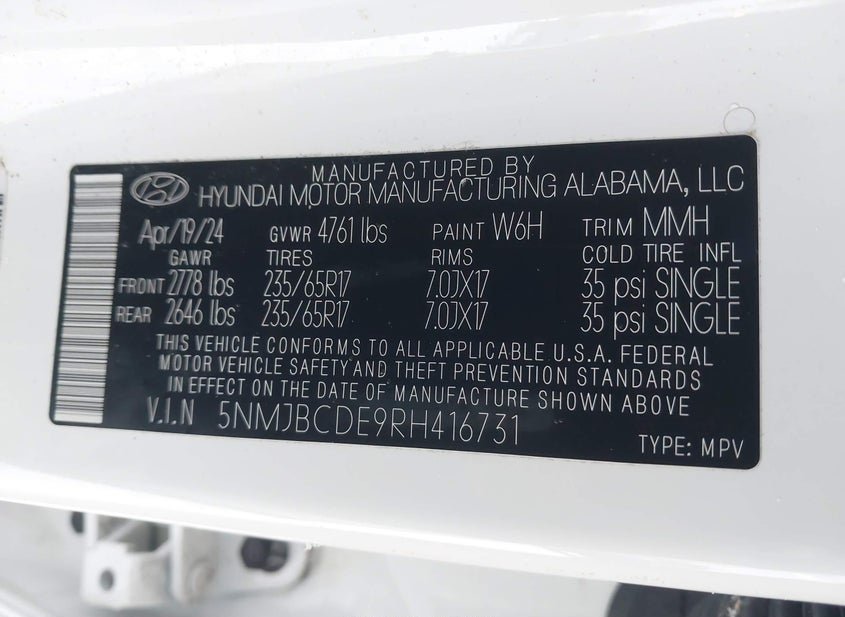 MANUFACTURED BY
HYUNDAI MOTOR MANUFACTURING ALABAMA, LLC
Apr/19/24 GVWR 4761 lbs PAINT W6H TRIM MMH
GAWR TIRES RIMS COLD TIRE INFL
FRONT 2778 lbs 235/65R17 7.0JX17 35 psi SINGLE
REAR 2646 lbs 235/65R17 7.0JX17 35 psi SINGLE
THIS VEHICLE CONFORMS TO ALL APPLICABLE U.S.A. FEDERAL
MOTOR VEHICLE SAFETY AND THEFT PREVENTION STANDARDS
IN EFFECT ON THE DATE OF MANUFACTURE SHOWN ABOVE
V.I.N 5NMJBCDE9RH416731
TYPE: MPV